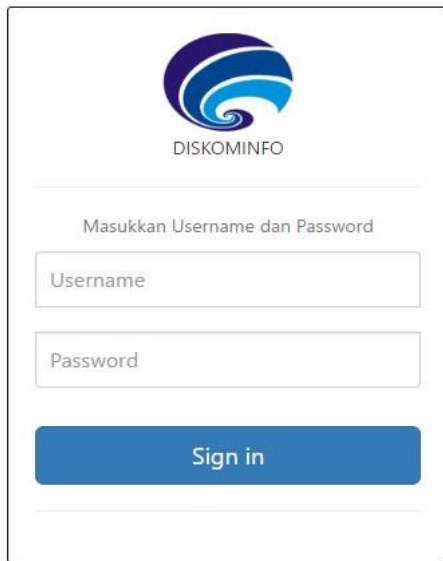 DISKOMINFO
Masukkan Username dan Password
Username
Password
Sign in